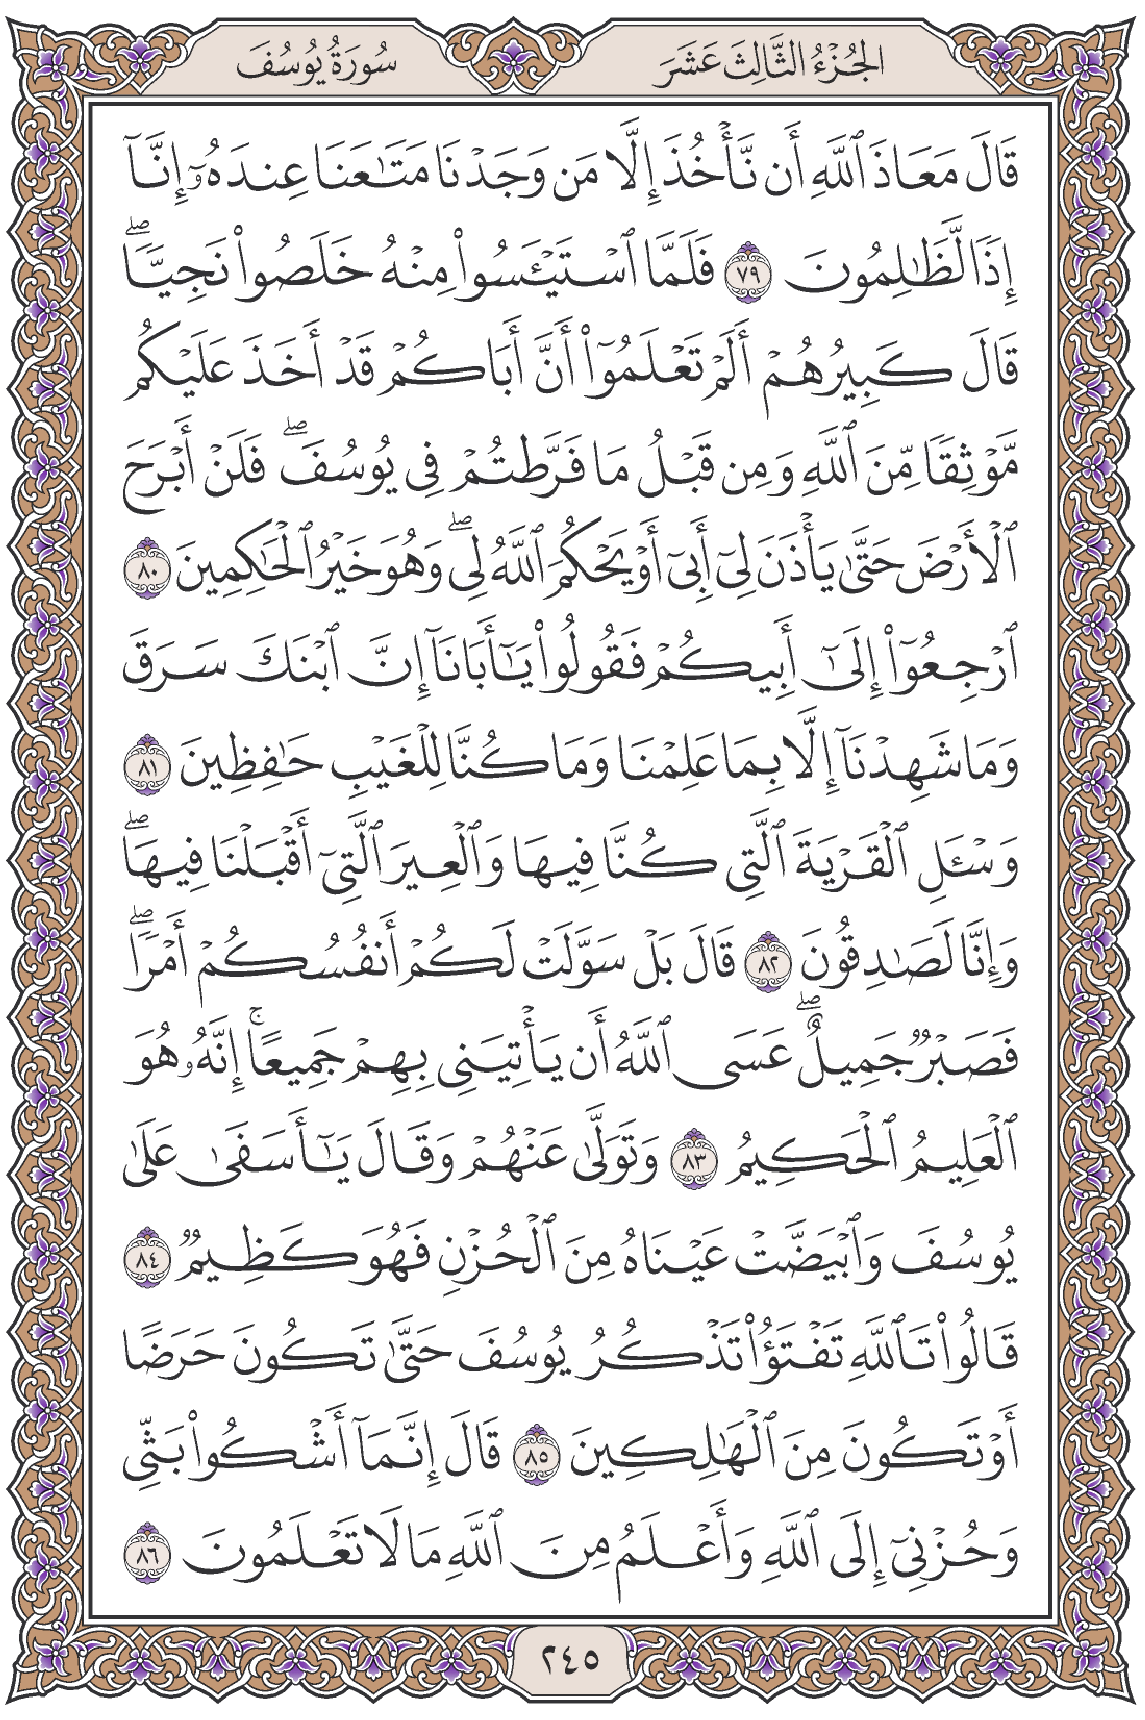 الجُزْءُ الثَّالِثَ عَشَرَ
سُورَةُ يُوسُفَ
قَالَ مَعَاذَ ٱللَّهِ أَن نَّأۡخُذَ إِلَّا مَن وَجَدۡنَا مَتَٰعَنَا عِندَهُۥٓ إِنَّآ
إِذٗا لَّظَٰلِمُونَ ٧٩ فَلَمَّا ٱسۡتَيۡـَٔسُواْ مِنۡهُ خَلَصُواْ نَجِيّٗاۖ
قَالَ كَبِيرُهُمۡ أَلَمۡ تَعۡلَمُوٓاْ أَنَّ أَبَاكُمۡ قَدۡ أَخَذَ عَلَيۡكُم
مَّوۡثِقٗا مِّنَ ٱللَّهِ وَمِن قَبۡلُ مَا فَرَّطتُمۡ فِي يُوسُفَۖ فَلَنۡ أَبۡرَحَ
ٱلۡأَرۡضَ حَتَّىٰ يَأۡذَنَ لِيٓ أَبِيٓ أَوۡ يَحۡكُمَ ٱللَّهُ لِيۖ وَهُوَ خَيۡرُ ٱلۡحَٰكِمِينَ ٨٠
ٱرۡجِعُوٓاْ إِلَىٰٓ أَبِيكُمۡ فَقُولُواْ يَٰٓأَبَانَآ إِنَّ ٱبۡنَكَ سَرَقَ
وَمَا شَهِدۡنَآ إِلَّا بِمَا عَلِمۡنَا وَمَا كُنَّا لِلۡغَيۡبِ حَٰفِظِينَ ٨١
وَسۡـَٔلِ ٱلۡقَرۡيَةَ ٱلَّتِي كُنَّا فِيهَا وَٱلۡعِيرَ ٱلَّتِيٓ أَقۡبَلۡنَا فِيهَاۖ
وَإِنَّا لَصَٰدِقُونَ ٨٢ قَالَ بَلۡ سَوَّلَتۡ لَكُمۡ أَنفُسُكُمۡ أَمۡرٗاۖ
فَصَبۡرٞ جَمِيلٌۖ عَسَى ٱللَّهُ أَن يَأۡتِيَنِي بِهِمۡ جَمِيعًاۚ إِنَّهُۥ هُوَ
ٱلۡعَلِيمُ ٱلۡحَكِيمُ ٨٣ وَتَوَلَّىٰ عَنۡهُمۡ وَقَالَ يَٰٓأَسَفَىٰ عَلَىٰ
يُوسُفَ وَٱبۡيَضَّتۡ عَيۡنَاهُ مِنَ ٱلۡحُزۡنِ فَهُوَ كَظِيمٞ ٨٤
قَالُواْ تَٱللَّهِ تَفۡتَؤُاْ تَذۡكُرُ يُوسُفَ حَتَّىٰ تَكُونَ حَرَضًا
أَوۡ تَكُونَ مِنَ ٱلۡهَٰلِكِينَ ٨٥ قَالَ إِنَّمَآ أَشۡكُواْ بَثِّي
وَحُزۡنِيٓ إِلَى ٱللَّهِ وَأَعۡلَمُ مِنَ ٱللَّهِ مَا لَا تَعۡلَمُونَ ٨٦
٢٤٥